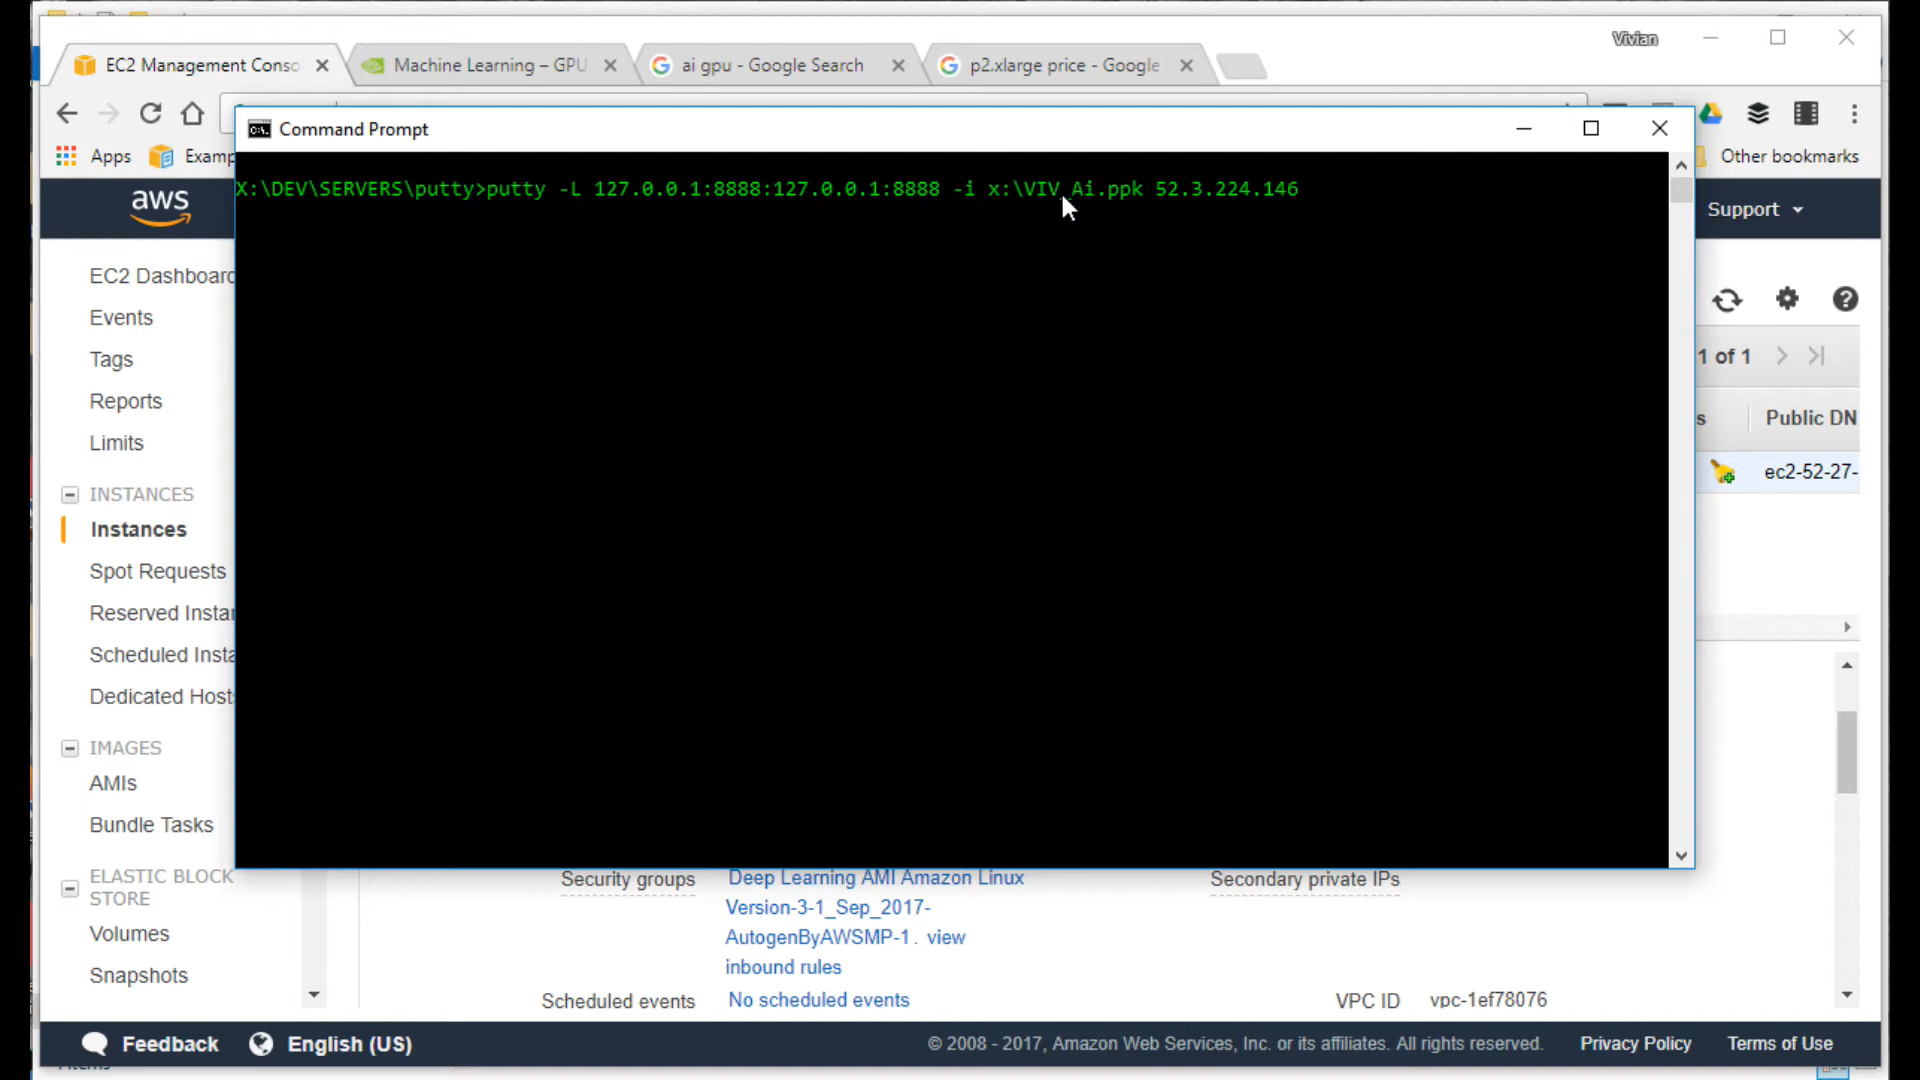 Vivian
EC2 Management Conso
Machine Learning – GPU
ai gpu - Google Search
p2.xlarge price - Google
Apps
Examp
Other bookmarks
Command Prompt
X:\DEV\SERVERS\putty>putty -L 127.0.0.1:8888:127.0.0.1:8888 -i x:\VIV_Ai.ppk 52.3.224.146
aws
Support
EC2 Dashboard
Events
Tags
Reports
Limits
1 of 1
s
Public DN
ec2-52-27-
INSTANCES
Instances
Spot Requests
Reserved Instan
Scheduled Insta
Dedicated Hosts
IMAGES
AMIs
Bundle Tasks
ELASTIC BLOCK
STORE
Volumes
Snapshots
Security groups
Deep Learning AMI Amazon Linux
Version-3-1_Sep_2017-
AutogenByAWSMP-1 . view
inbound rules
Secondary private IPs
Scheduled events
No scheduled events
VPC ID
vpc-1ef78076
Feedback
English (US)
© 2008 - 2017, Amazon Web Services, Inc. or its affiliates. All rights reserved.
Privacy Policy
Terms of Use